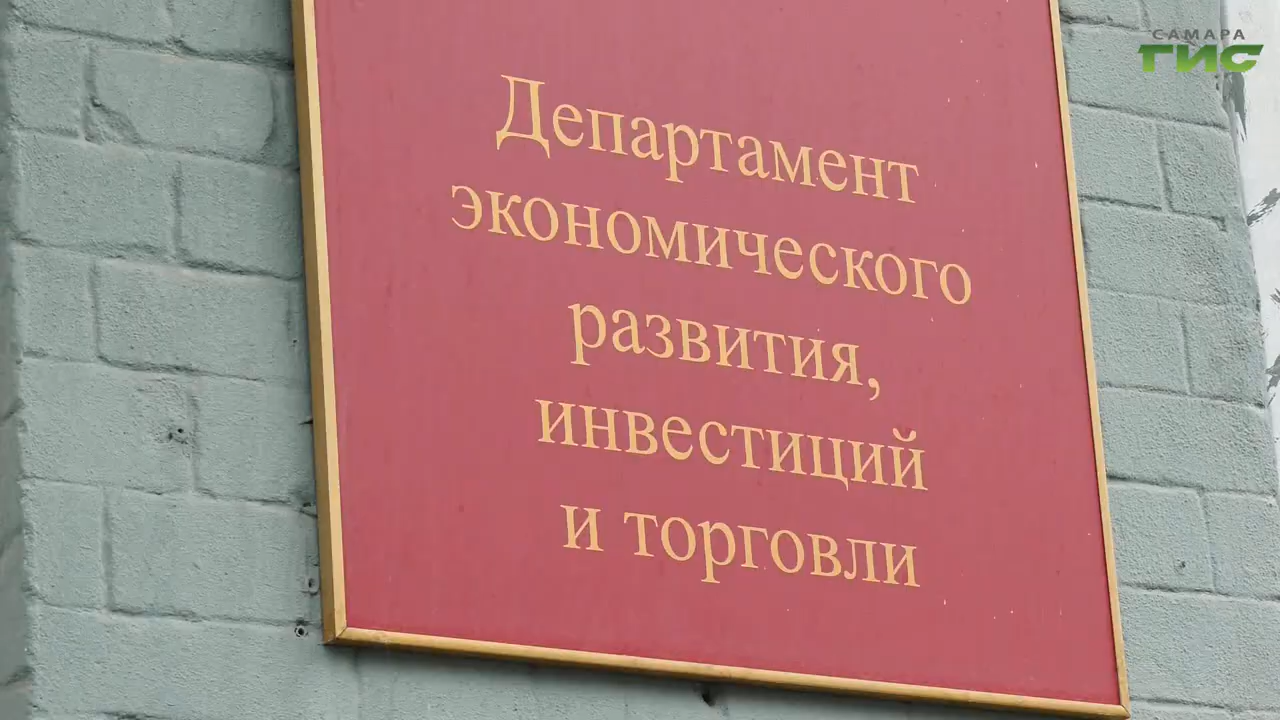 САМАРА
ГИС
Департамент
экономического
развития,
инвестиций
и торговли